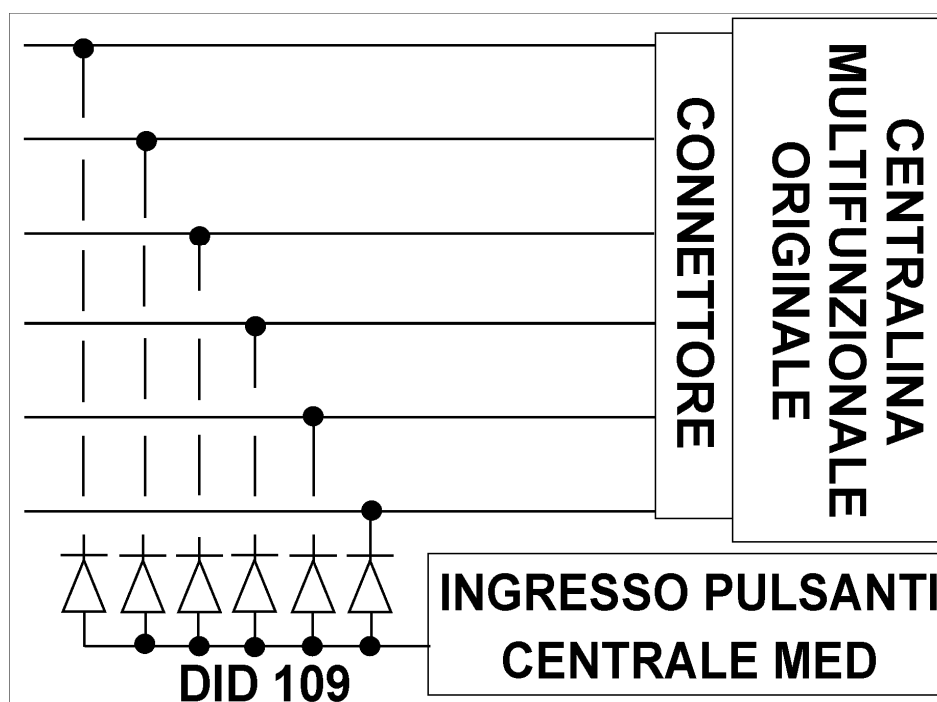 CONNETTORE
CENTRALINA
MULTIFUNZIONALE
ORIGINALE
INGRESSO PULSANTI
CENTRALE MED
DID 109